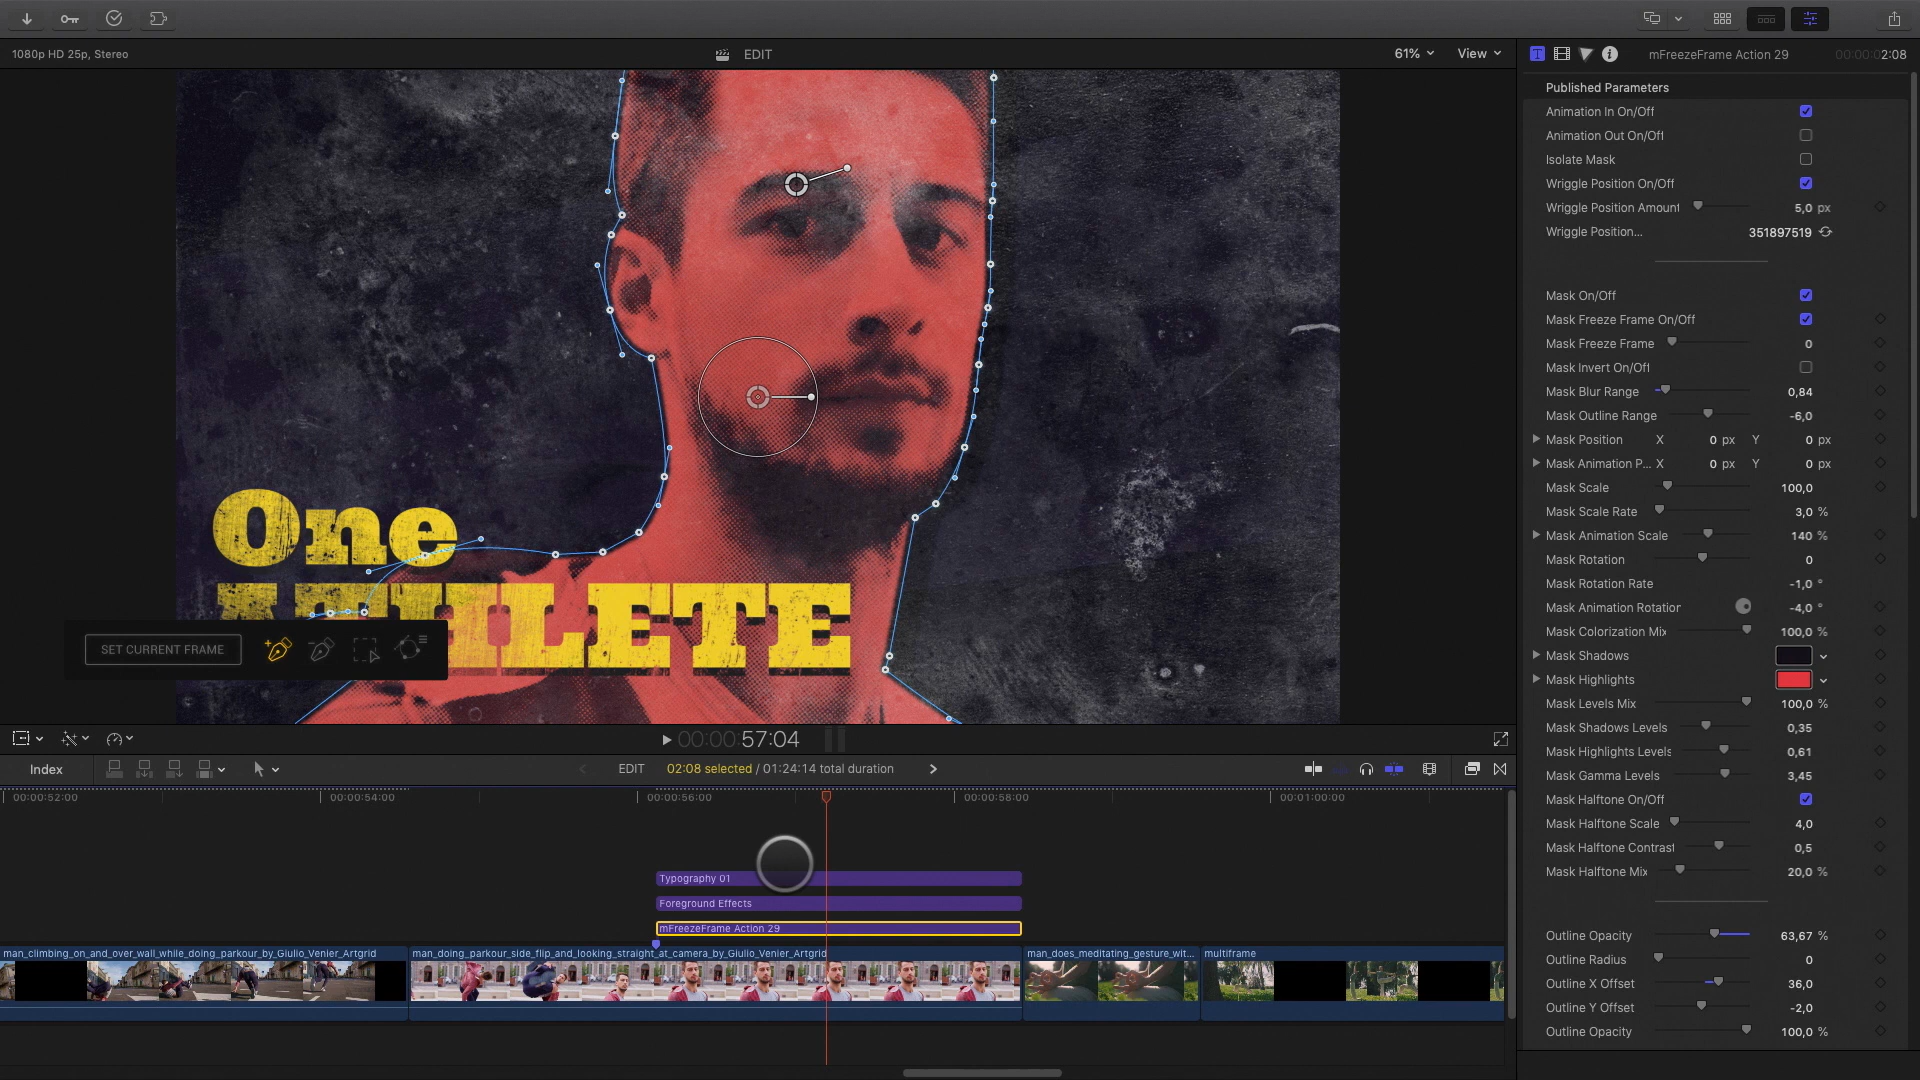 1080p HD 25p, Stereo
EDIT
61%
View
mFreezeFrame Action 29
00:00:02:08
One
ATHLETE
SET CURRENT FRAME
Published Parameters
Animation In On/Off
Animation Out On/Off
Isolate Mask
Wriggle Position On/Off
Wriggle Position Amount 5,0 px
Wriggle Position... 351897519
Mask On/Off
Mask Freeze Frame On/Off
Mask Freeze Frame 0
Mask Invert On/Off
Mask Blur Range 0,84
Mask Outline Range -6,0
Mask Position X 0 px Y 0 px
Mask Animation P... X 0 px Y 0 px
Mask Scale 100,0
Mask Scale Rate 3,0 %
Mask Animation Scale 140 %
Mask Rotation 0
Mask Rotation Rate -1,0 °
Mask Animation Rotation -4,0 °
Mask Colorization Mix 100,0 %
Mask Shadows
Mask Highlights
Mask Levels Mix 100,0 %
Mask Shadows Levels 0,35
Mask Highlights Levels 0,61
Mask Gamma Levels 3,45
Mask Halftone On/Off
Mask Halftone Scale 4,0
Mask Halftone Contrast 0,5
Mask Halftone Mix 20,0 %
Outline Opacity 63,67 %
Outline Radius 0
Outline X Offset 36,0
Outline Y Offset -2,0
Outline Opacity 100,0 %
00:00:57:04
Index
EDIT
02:08 selected / 01:24:14 total duration
00:00:52:00
00:00:54:00
00:00:56:00
00:00:58:00
00:01:00:00
Typography 01
Foreground Effects
mFreezeFrame Action 29
man_climbing_on_and_over_wall_while_doing_parkour_by_Giulio_Venier_Artgrid
man_doing_parkour_side_flip_and_looking_straight_at_camera_by_Giulio_Venier_Artgrid
man_does_meditating_gesture_wit...
multiframe